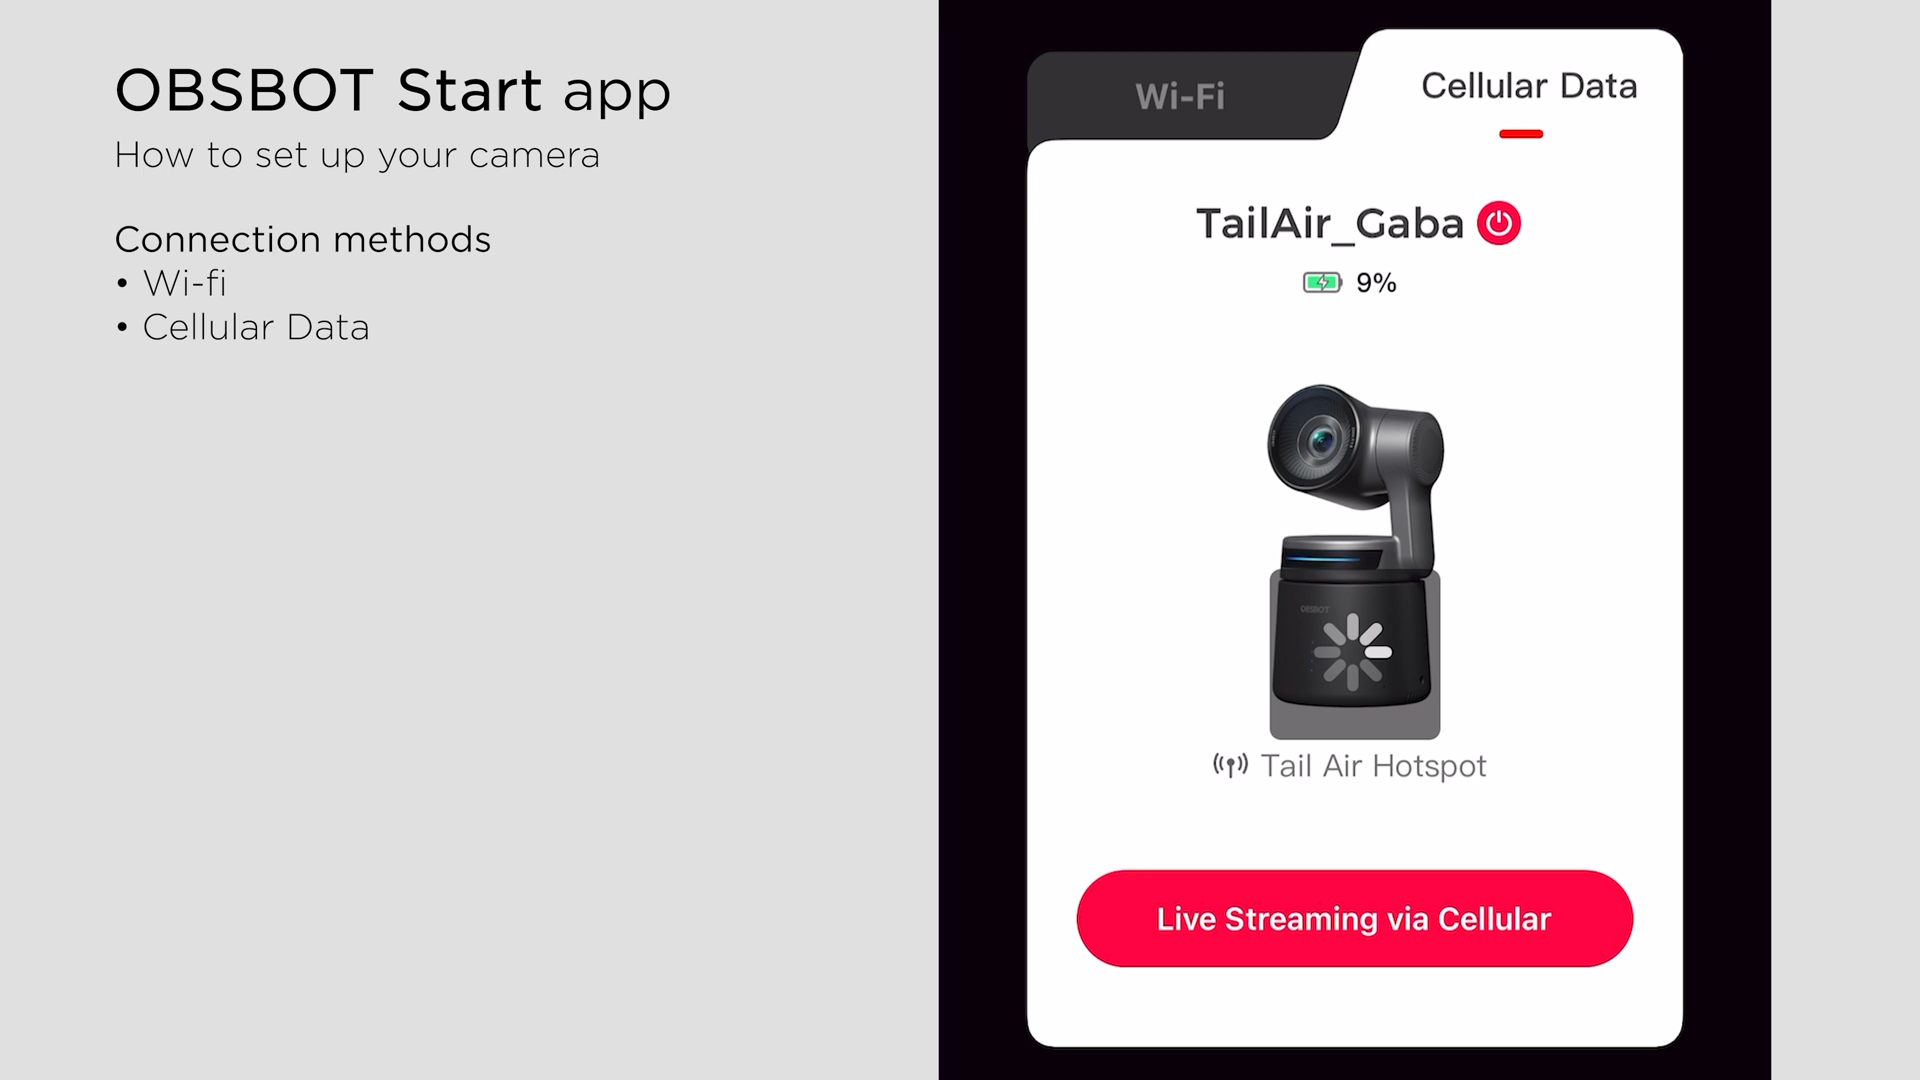 OBSBOT Start app
How to set up your camera
Connection methods
• Wi-fi
• Cellular Data
Wi-Fi
Cellular Data
TailAir_Gaba
9%
OBSBOT
Tail Air Hotspot
Live Streaming via Cellular